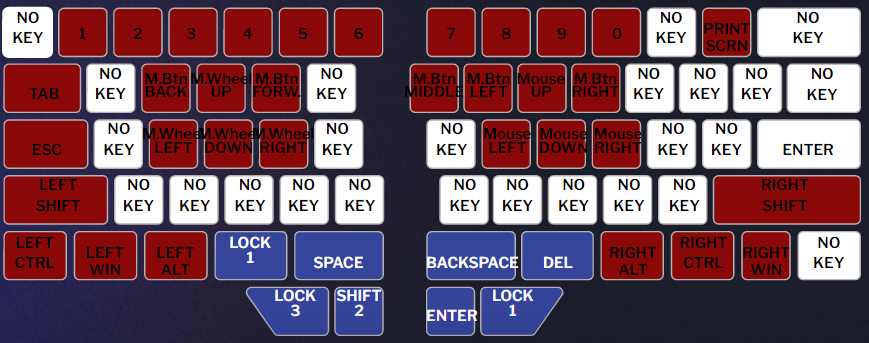 NO KEY 1 2 3 4 5 6 7 8 9 0 NO KEY PRINT SCRN NO KEY
TAB NO KEY M.Btn BACK M.Wheel UP M.Btn FORW. NO KEY M.Btn MIDDLE M.Btn LEFT Mouse UP M.Btn RIGHT NO KEY NO KEY NO KEY NO KEY
ESC NO KEY M.Wheel LEFT M.Wheel DOWN M.Wheel RIGHT NO KEY NO KEY Mouse LEFT Mouse DOWN Mouse RIGHT NO KEY NO KEY ENTER
LEFT SHIFT NO KEY NO KEY NO KEY NO KEY NO KEY NO KEY NO KEY NO KEY NO KEY NO KEY RIGHT SHIFT
LEFT CTRL LEFT WIN LEFT ALT LOCK 1 SPACE BACKSPACE DEL RIGHT ALT RIGHT CTRL RIGHT WIN NO KEY
LOCK 3 SHIFT 2 ENTER LOCK 1